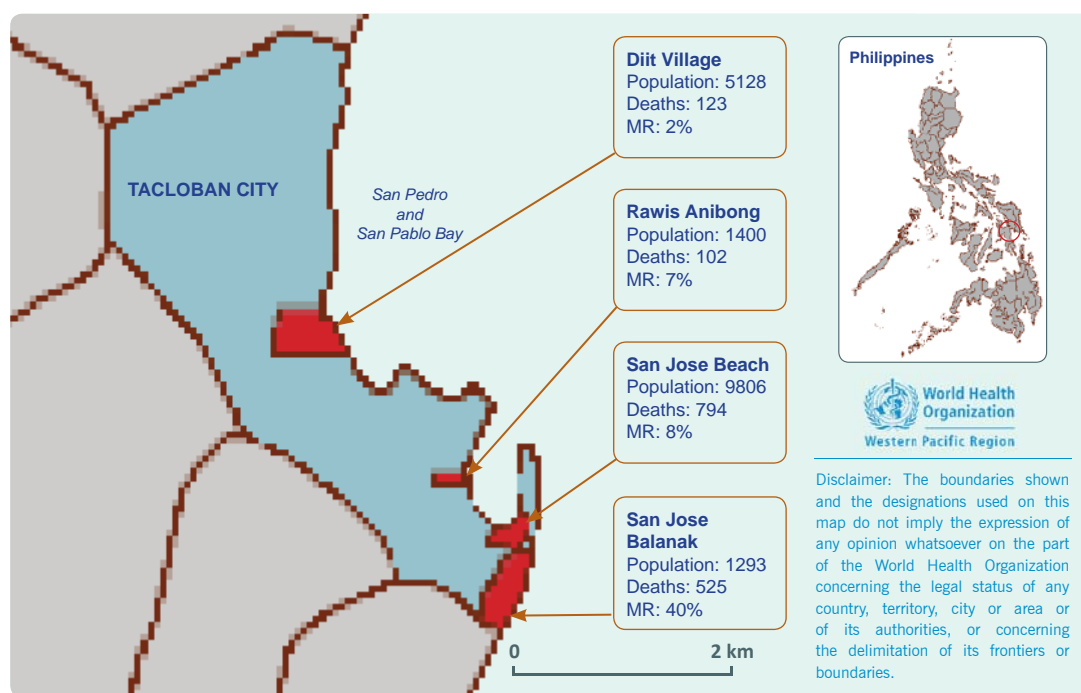 TACLOBAN CITY
San Pedro
and
San Pablo Bay
Diit Village
Population: 5128
Deaths: 123
MR: 2%
Rawis Anibong
Population: 1400
Deaths: 102
MR: 7%
San Jose Beach
Population: 9806
Deaths: 794
MR: 8%
San Jose
Balanak
Population: 1293
Deaths: 525
MR: 40%
0
2 km
Philippines
World Health
Organization
Western Pacific Region
Disclaimer: The boundaries shown
and the designations used on this
map do not imply the expression of
any opinion whatsoever on the part
of the World Health Organization
concerning the legal status of any
country, territory, city or area or
of its authorities, or concerning
the delimitation of its frontiers or
boundaries.